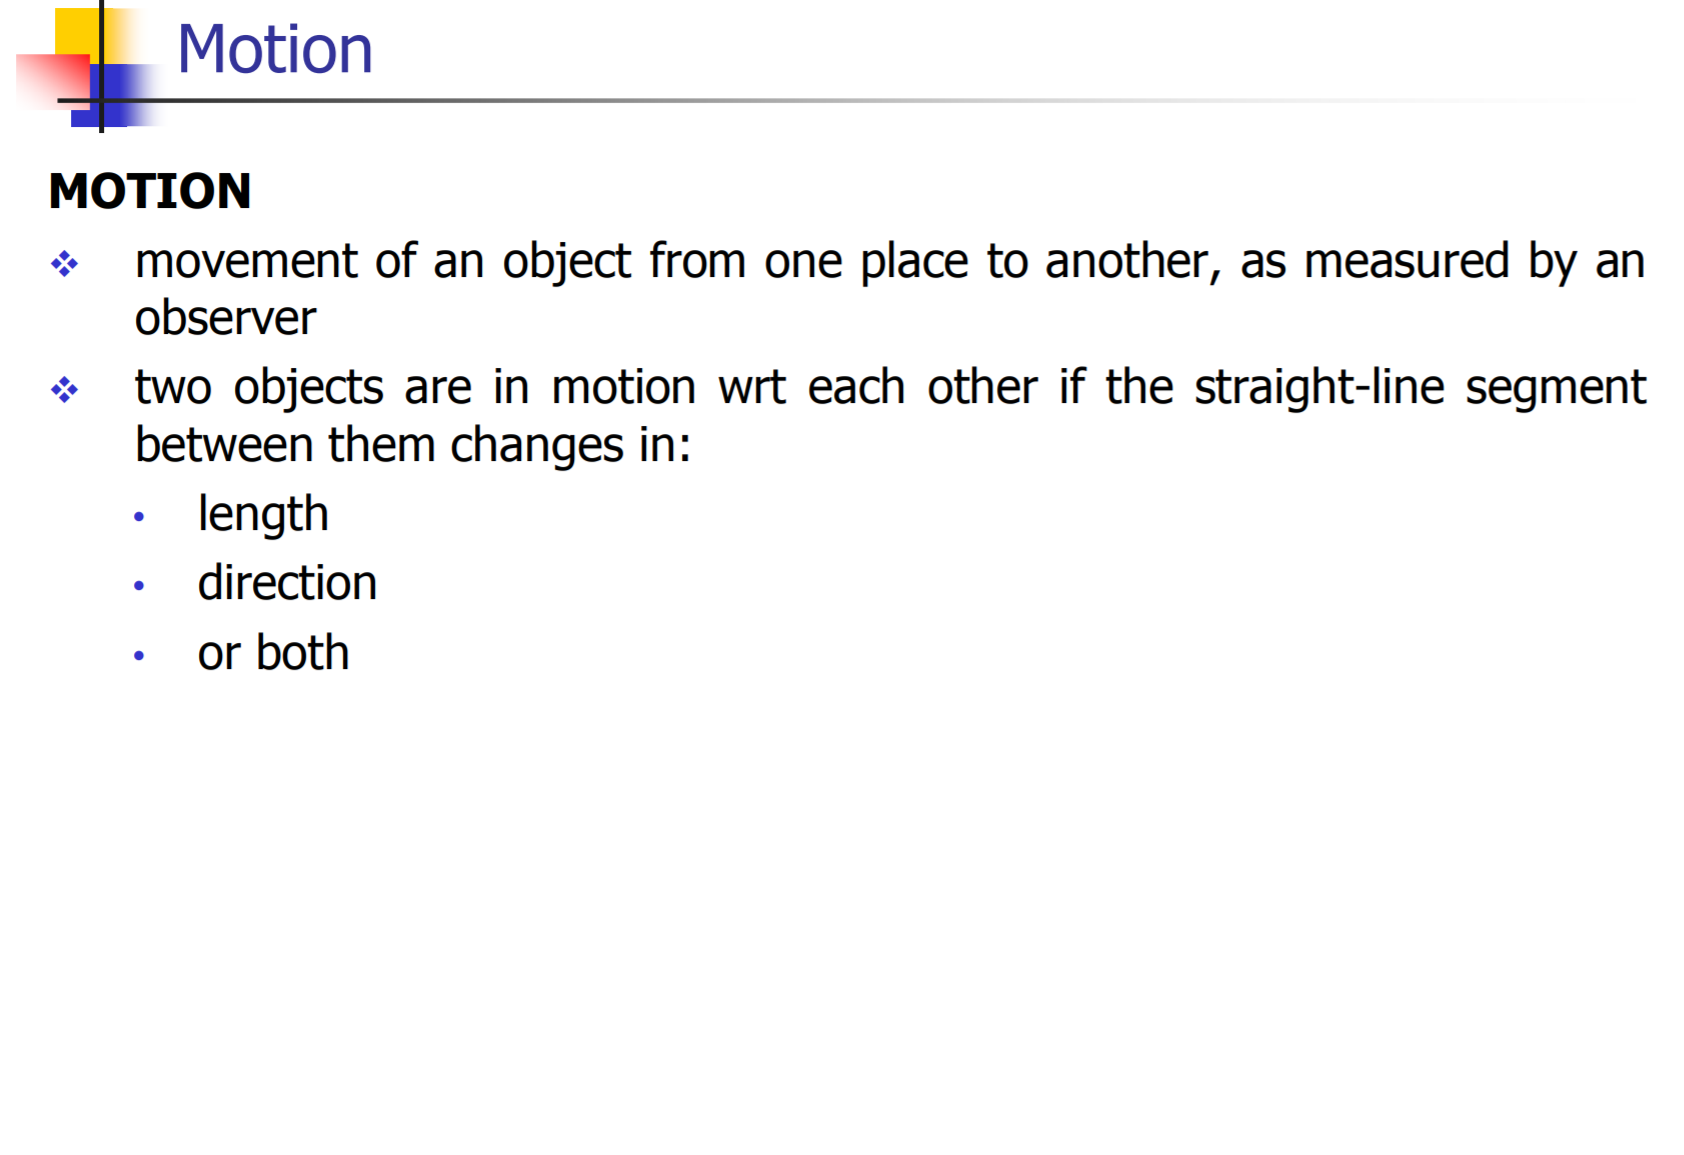 Motion
MOTION
❖ movement of an object from one place to another, as measured by an
observer
❖ two objects are in motion wrt each other if the straight-line segment
between them changes in:
• length
• direction
• or both